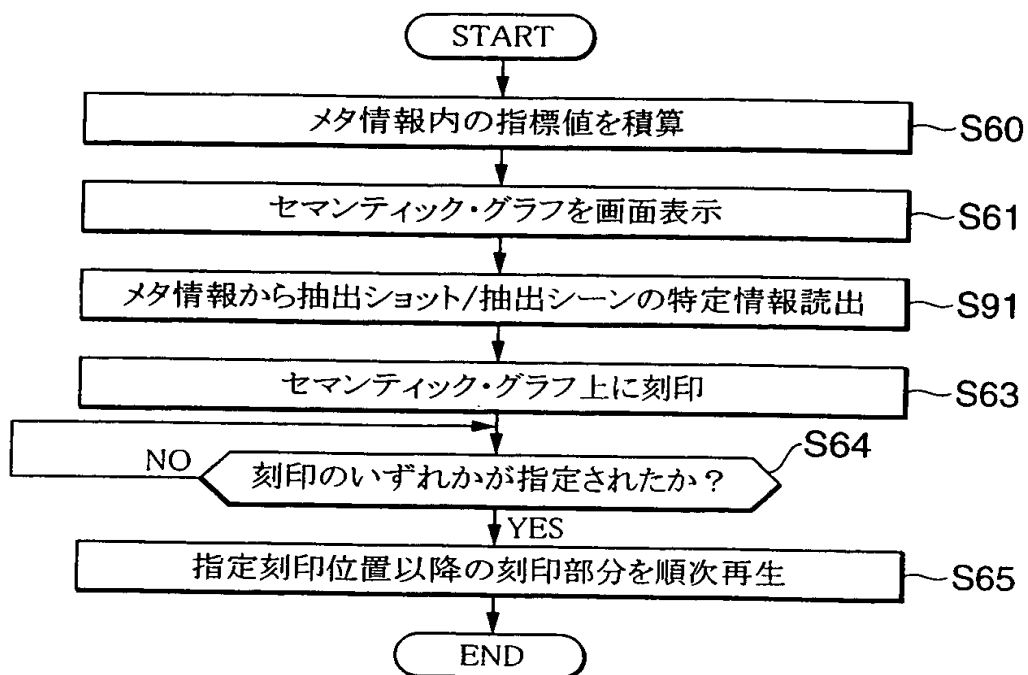 START
メタ情報内の指標値を積算
S60
セマンティック・グラフを画面表示
S61
メタ情報から抽出ショット/抽出シーンの特定情報読出
S91
セマンティック・グラフ上に刻印
S63
S64
NO
刻印のいずれかが指定されたか？
YES
指定刻印位置以降の刻印部分を順次再生
S65
END